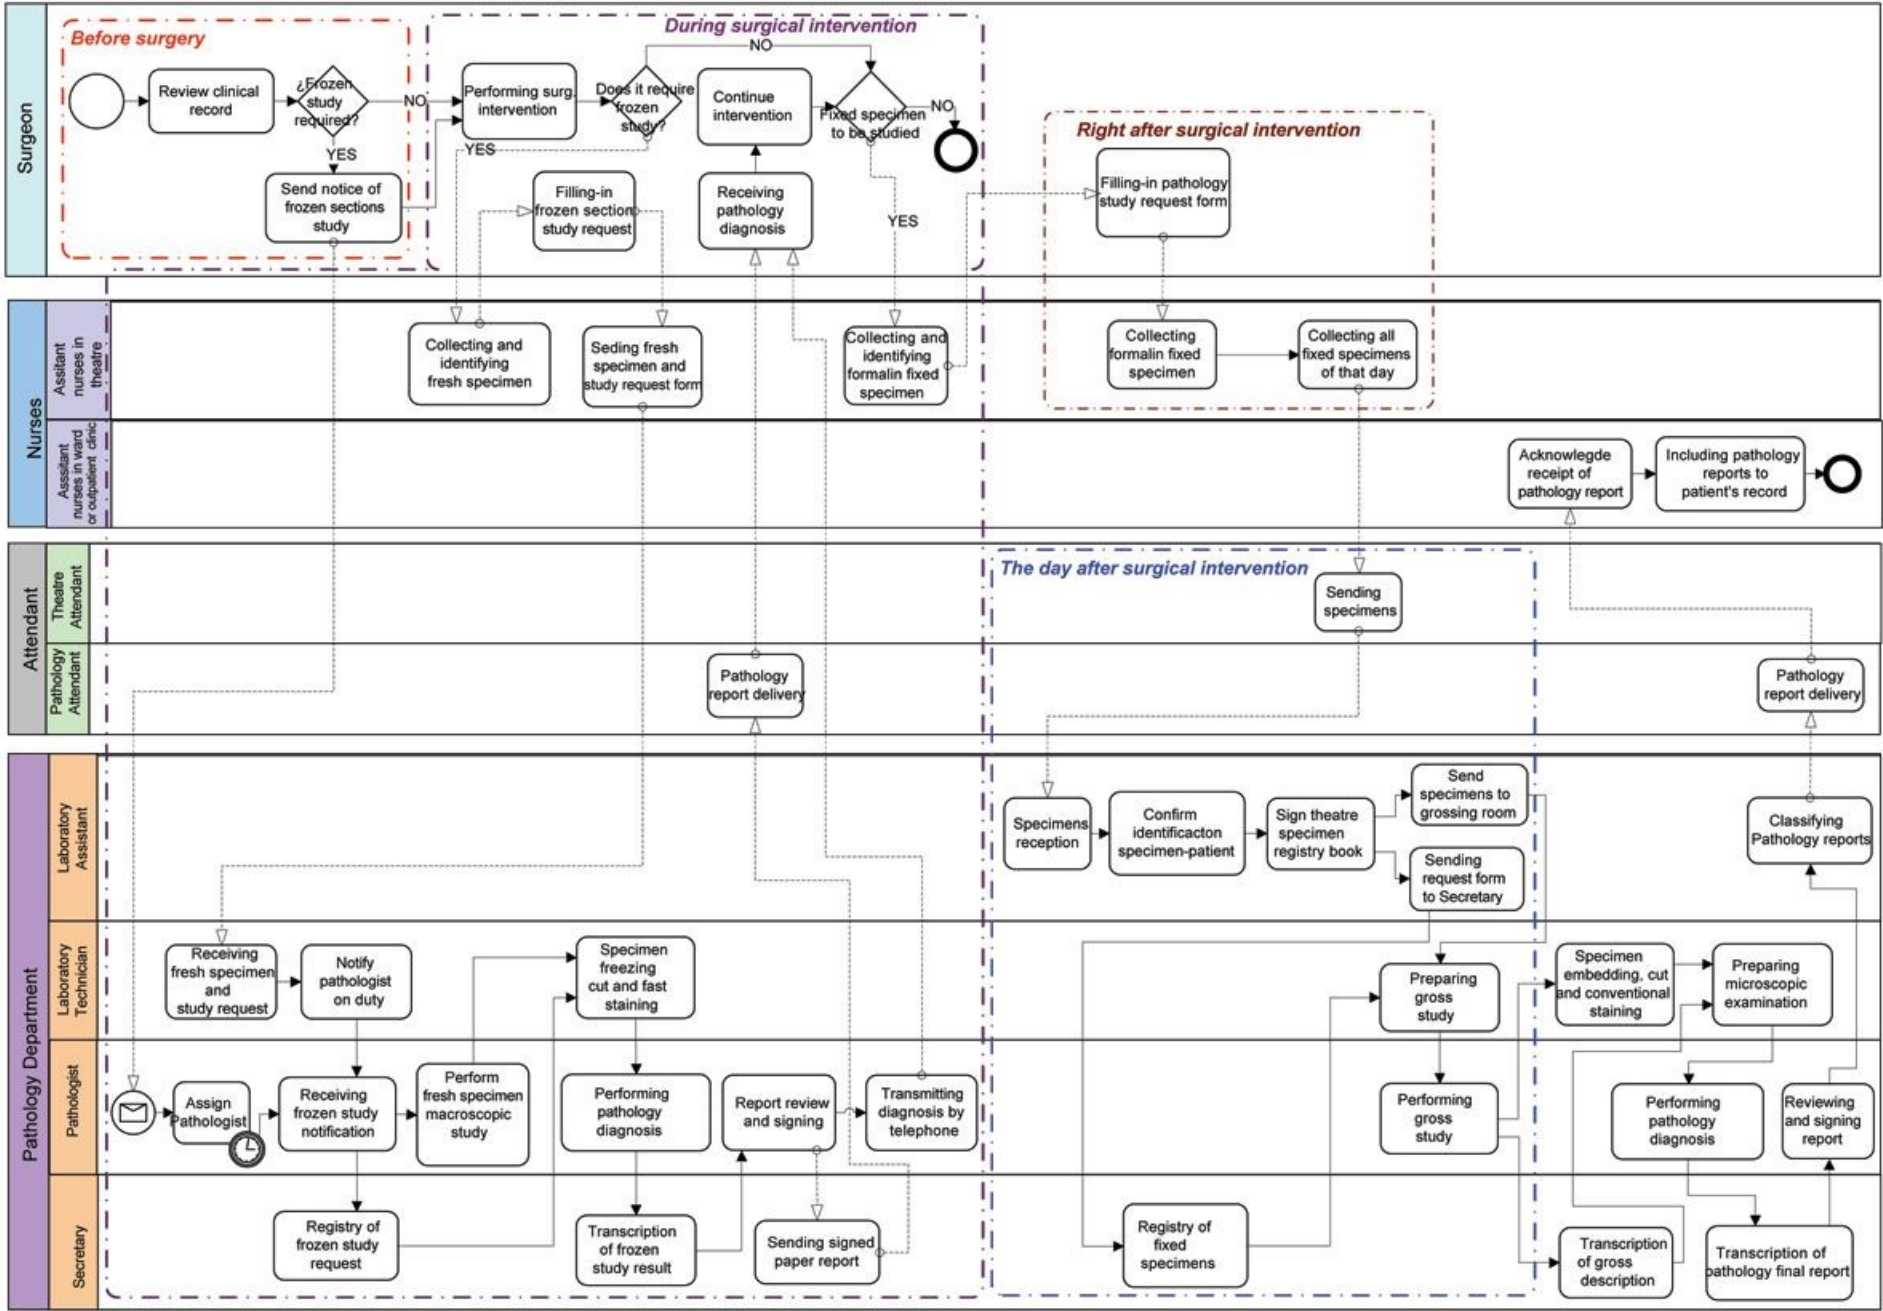 Before surgery
During surgical intervention
Surgeon
Review clinical
record
¿Frozen
study
required?
NO
YES
Send notice of
frozen sections
study
Performing surg.
intervention
Does it require
frozen
study?
NO
YES
Filling-in
frozen section
study request
Continue
intervention
Receiving
pathology
diagnosis
Fixed specimen
to be studied
NO
YES
Right after surgical intervention
Filling-in pathology
study request form
Nurses
Assitant
nurses in
theatre
Collecting and
identifying
fresh specimen
Seding fresh
specimen and
study request form
Collecting and
identifying
formalin fixed
specimen
Collecting
formalin fixed
specimen
Collecting all
fixed specimens
of that day
Assitant
nurses in ward
or outpatient clinic
Acknowlegde
receipt of
pathology report
Including pathology
reports to
patient's record
Attendant
Theatre
Attendant
The day after surgical intervention
Sending
specimens
Pathology
Attendant
Pathology
report delivery
Pathology
report delivery
Pathology Department
Laboratory
Assistant
Specimens
reception
Confirm
identificacton
specimen-patient
Sign theatre
specimen
registry book
Send
specimens to
grossing room
Sending
request form
to Secretary
Classifying
Pathology reports
Laboratory
Technician
Receiving
fresh specimen
and
study request
Notify
pathologist
on duty
Specimen
freezing
cut and fast
staining
Preparing
gross
study
Specimen
embedding, cut
and conventional
staining
Preparing
microscopic
examination
Pathologist
Assign
Pathologist
Receiving
frozen study
notification
Perform
fresh specimen
macroscopic
study
Performing
pathology
diagnosis
Report review
and signing
Transmitting
diagnosis by
telephone
Performing
gross
study
Performing
pathology
diagnosis
Reviewing
and signing
report
Secretary
Registry of
frozen study
request
Transcription
of frozen
study result
Sending signed
paper report
Registry of
fixed
specimens
Transcription
of gross
description
Transcription of
pathology final report